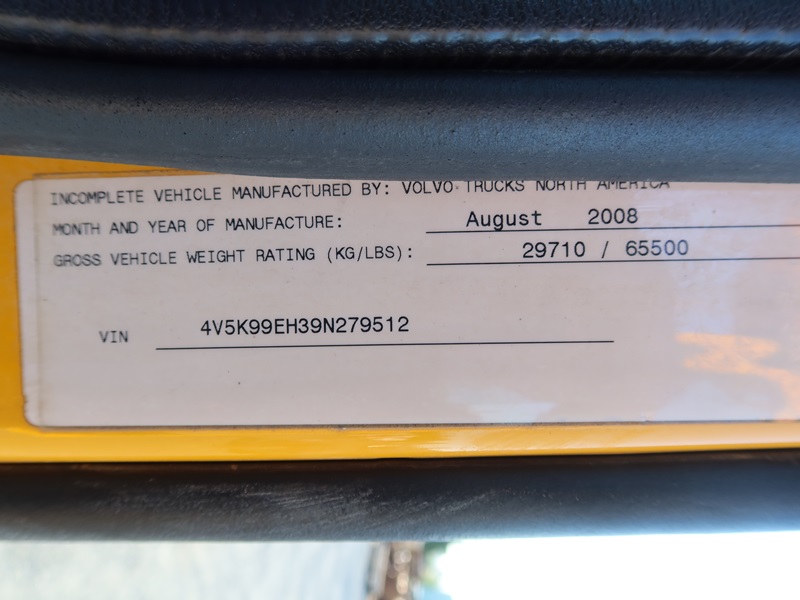 INCOMPLETE VEHICLE MANUFACTURED BY: VOLVO TRUCKS NORTH AMERICA
MONTH AND YEAR OF MANUFACTURE: August 2008
GROSS VEHICLE WEIGHT RATING (KG/LBS): 29710 / 65500
VIN 4V5K99EH39N279512